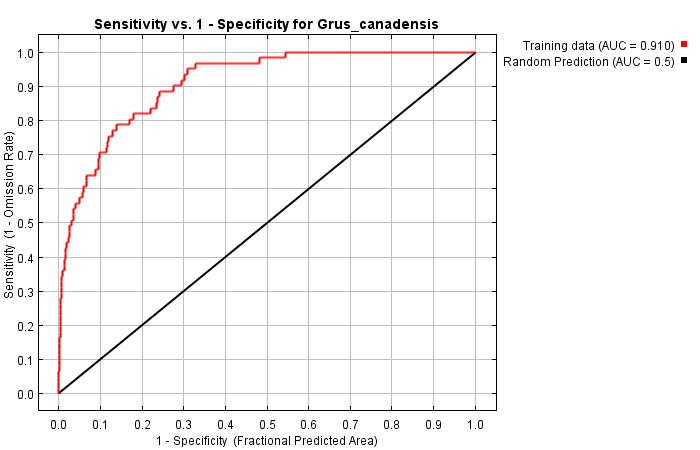 Sensitivity vs. 1 - Specificity for Grus_canadensis
Training data (AUC = 0.910)
Random Prediction (AUC = 0.5)
Sensitivity (1 - Omission Rate)
1.0
0.9
0.8
0.7
0.6
0.5
0.4
0.3
0.2
0.1
0.0
0.0 0.1 0.2 0.3 0.4 0.5 0.6 0.7 0.8 0.9 1.0
1 - Specificity (Fractional Predicted Area)